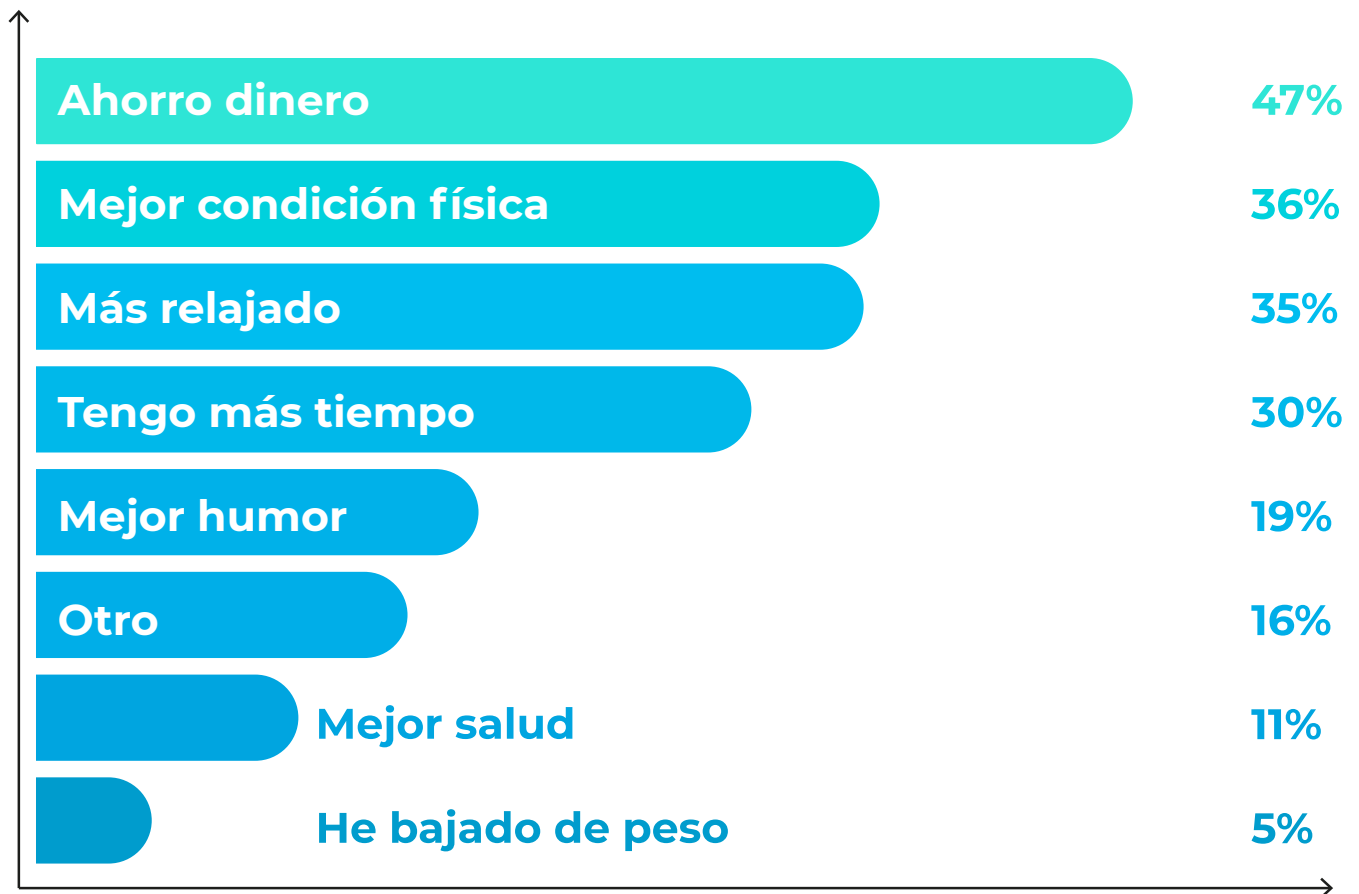 Ahorro dinero 47%
Mejor condición física 36%
Más relajado 35%
Tengo más tiempo 30%
Mejor humor 19%
Otro 16%
Mejor salud 11%
He bajado de peso 5%